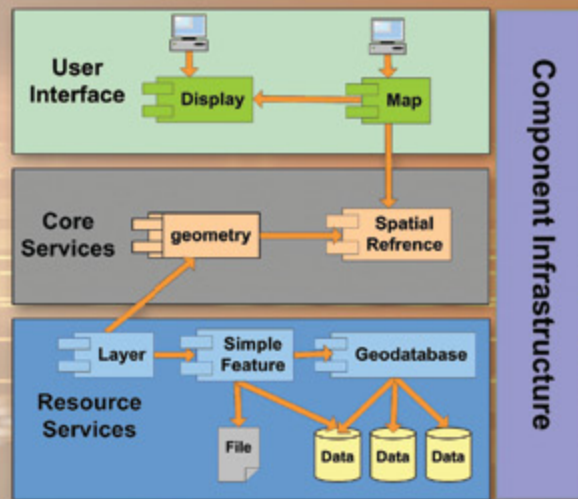 User
Interface
Display
Map
Core
Services
geometry
Spatial
Refrence
Layer
Simple
Feature
Geodatabase
Resource
Services
File
Data
Data
Data
Component Infrastructure